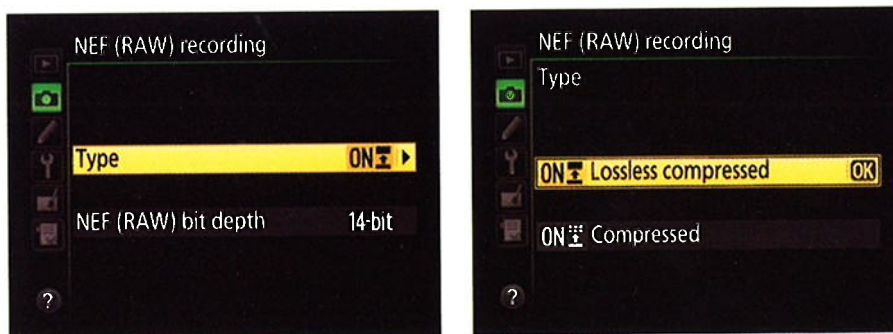 NEF (RAW) recording
Type ON
NEF (RAW) bit depth 14-bit
?
NEF (RAW) recording
Type
ON Lossless compressed OK
ON Compressed
?